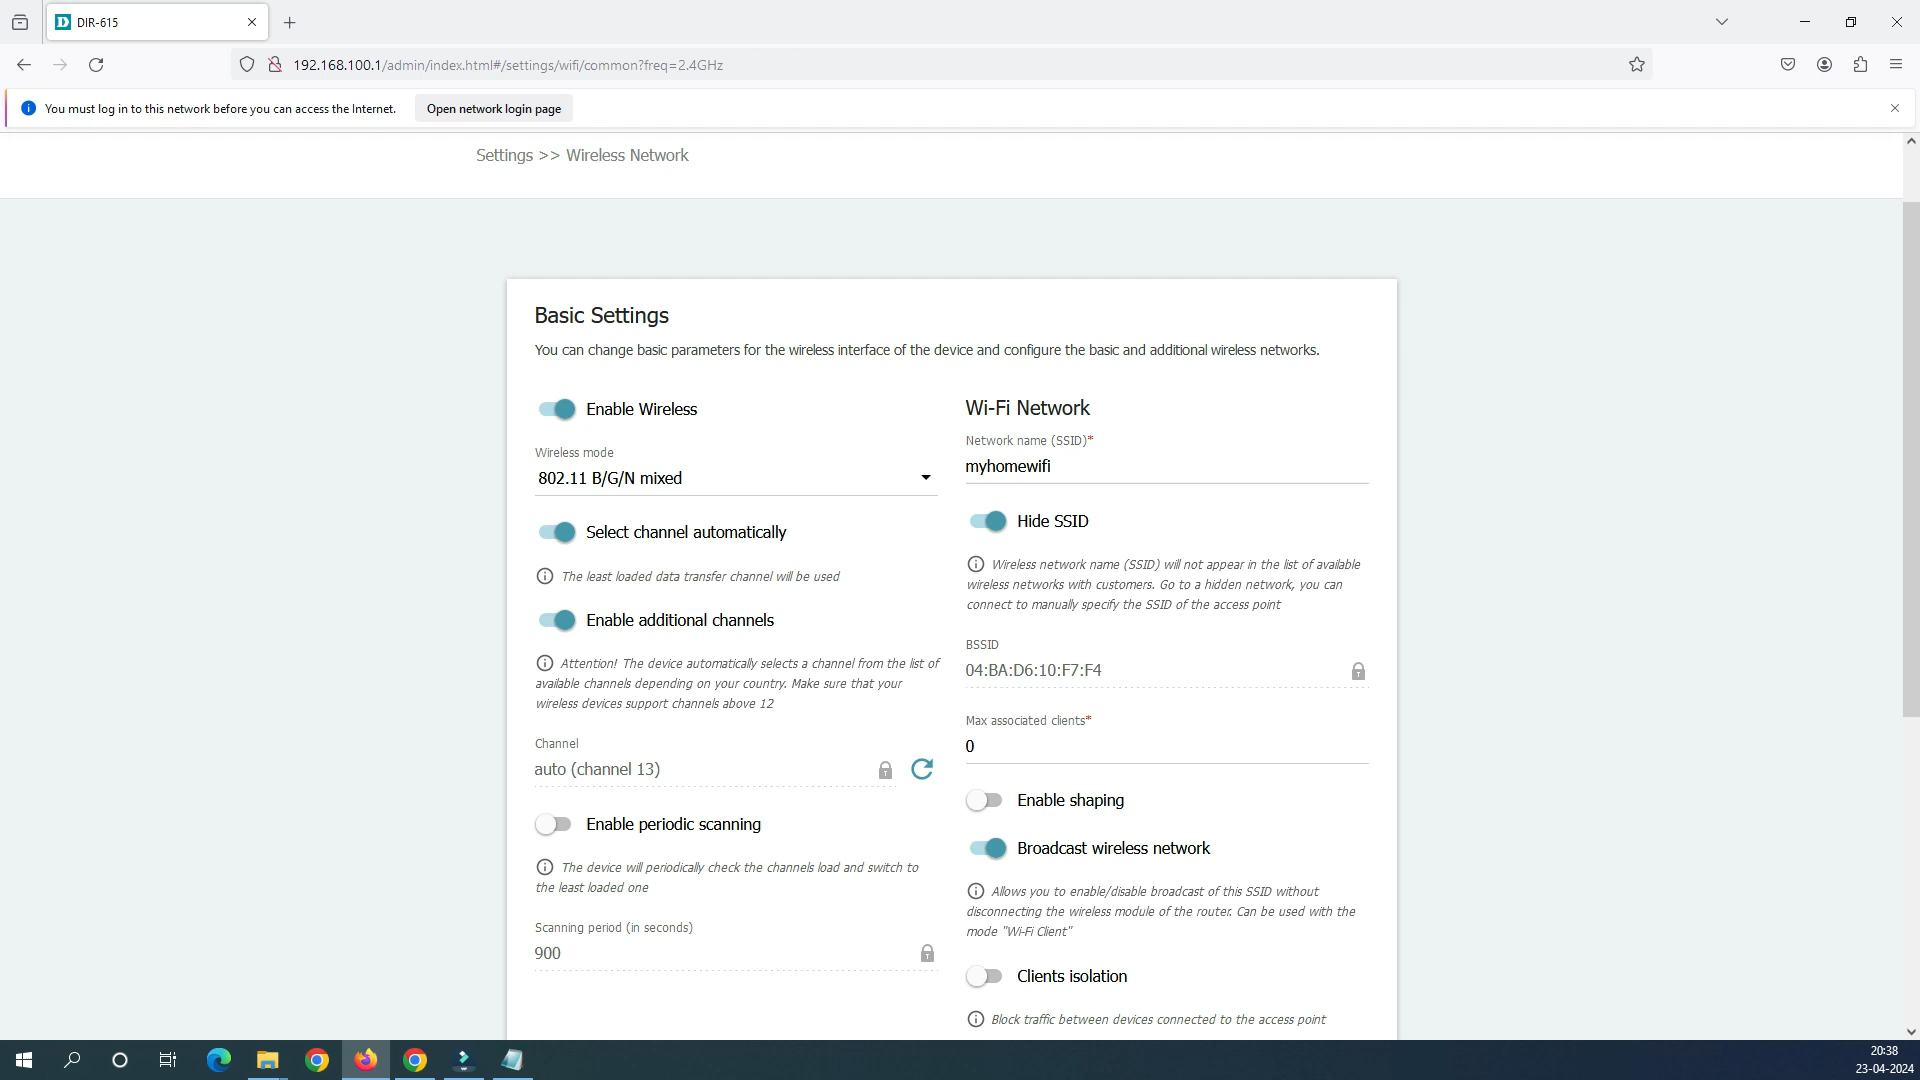 DIR-615
192.168.100.1/admin/index.html#/settings/wifi/common?freq=2.4GHz
You must log in to this network before you can access the Internet.
Open network login page
Settings >> Wireless Network
Basic Settings
You can change basic parameters for the wireless interface of the device and configure the basic and additional wireless networks.
Enable Wireless
Wireless mode
802.11 B/G/N mixed
Select channel automatically
The least loaded data transfer channel will be used
Enable additional channels
Attention! The device automatically selects a channel from the list of
available channels depending on your country. Make sure that your
wireless devices support channels above 12
Channel
auto (channel 13)
Enable periodic scanning
The device will periodically check the channels load and switch to
the least loaded one
Scanning period (in seconds)
900
Wi-Fi Network
Network name (SSID)*
myhomewifi
Hide SSID
Wireless network name (SSID) will not appear in the list of available
wireless networks with customers. Go to a hidden network, you can
connect to manually specify the SSID of the access point
BSSID
04:BA:D6:10:F7:F4
Max associated clients*
0
Enable shaping
Broadcast wireless network
Allows you to enable/disable broadcast of this SSID without
disconnecting the wireless module of the router. Can be used with the
mode "Wi-Fi Client"
Clients isolation
Block traffic between devices connected to the access point
20:38
23-04-2024